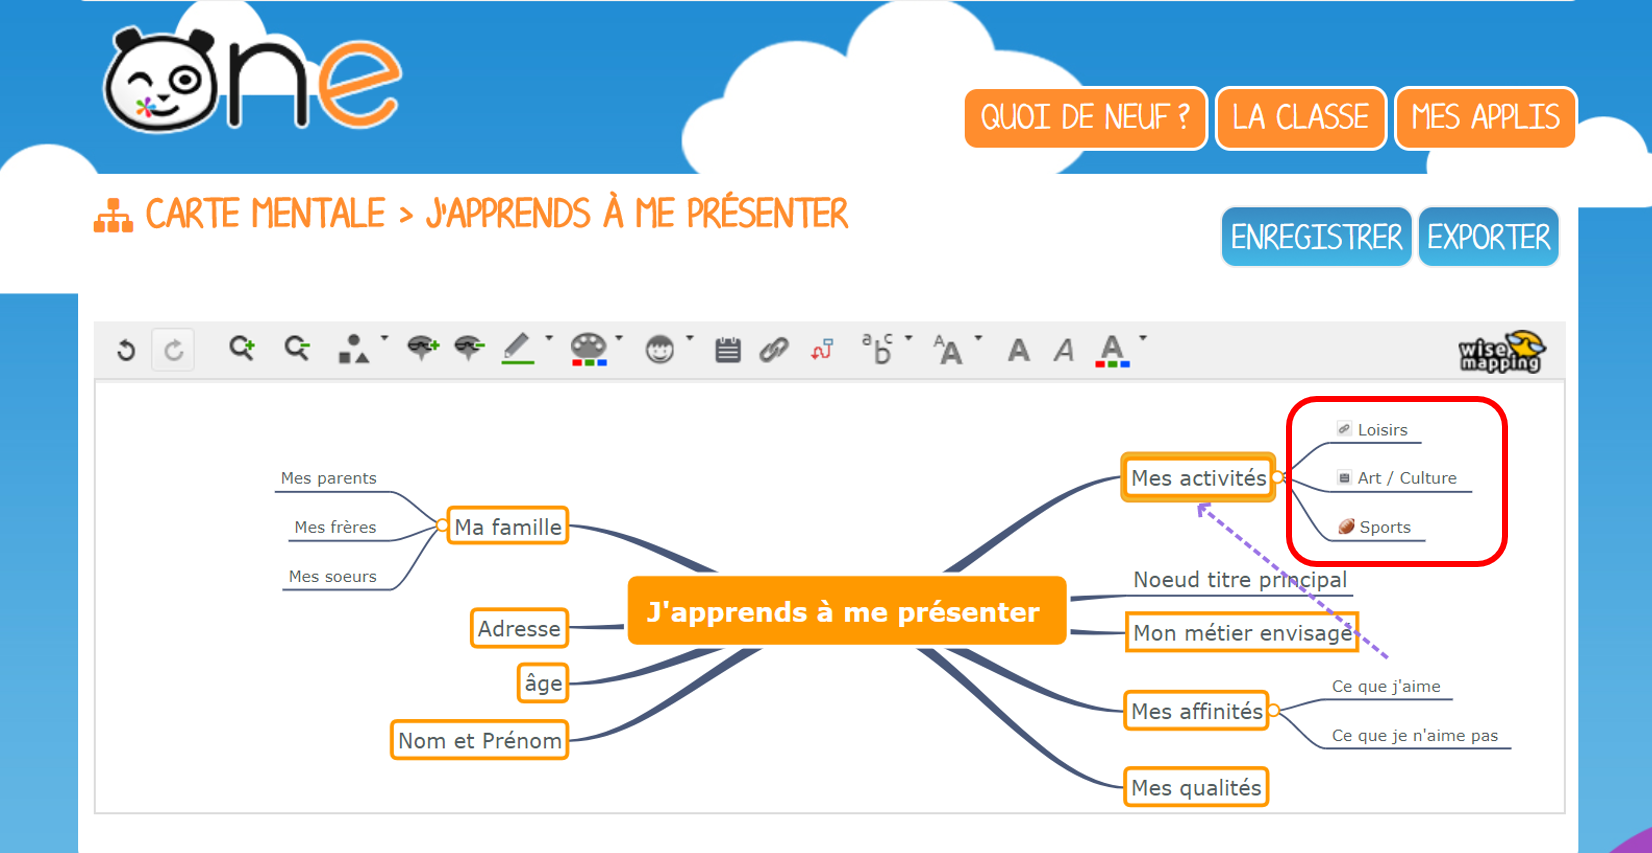 One
QUOI DE NEUF ?
LA CLASSE
MES APPLIS
CARTE MENTALE > J'APPRENDS À ME PRÉSENTER
ENREGISTRER
EXPORTER
abc
AA
A
A
A
wise mapping
Mes parents
Mes frères
Mes soeurs
Ma famille
Adresse
âge
Nom et Prénom
J'apprends à me présenter
Mes activités
Loisirs
Art / Culture
Sports
Noeud titre principal
Mon métier envisagé
Mes affinités
Ce que j'aime
Ce que je n'aime pas
Mes qualités